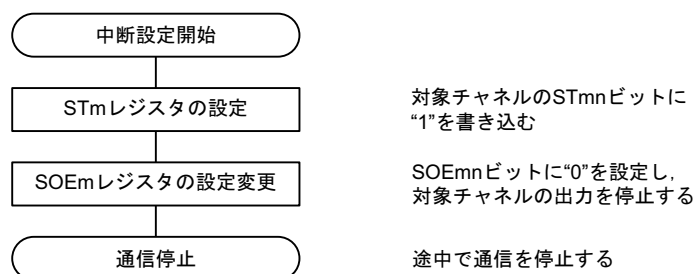 中断設定開始
STmレジスタの設定
対象チャネルのSTmnビットに
“1”を書き込む
SOEmレジスタの設定変更
SOEmnビットに“0”を設定し,
対象チャネルの出力を停止する
通信停止
途中で通信を停止する